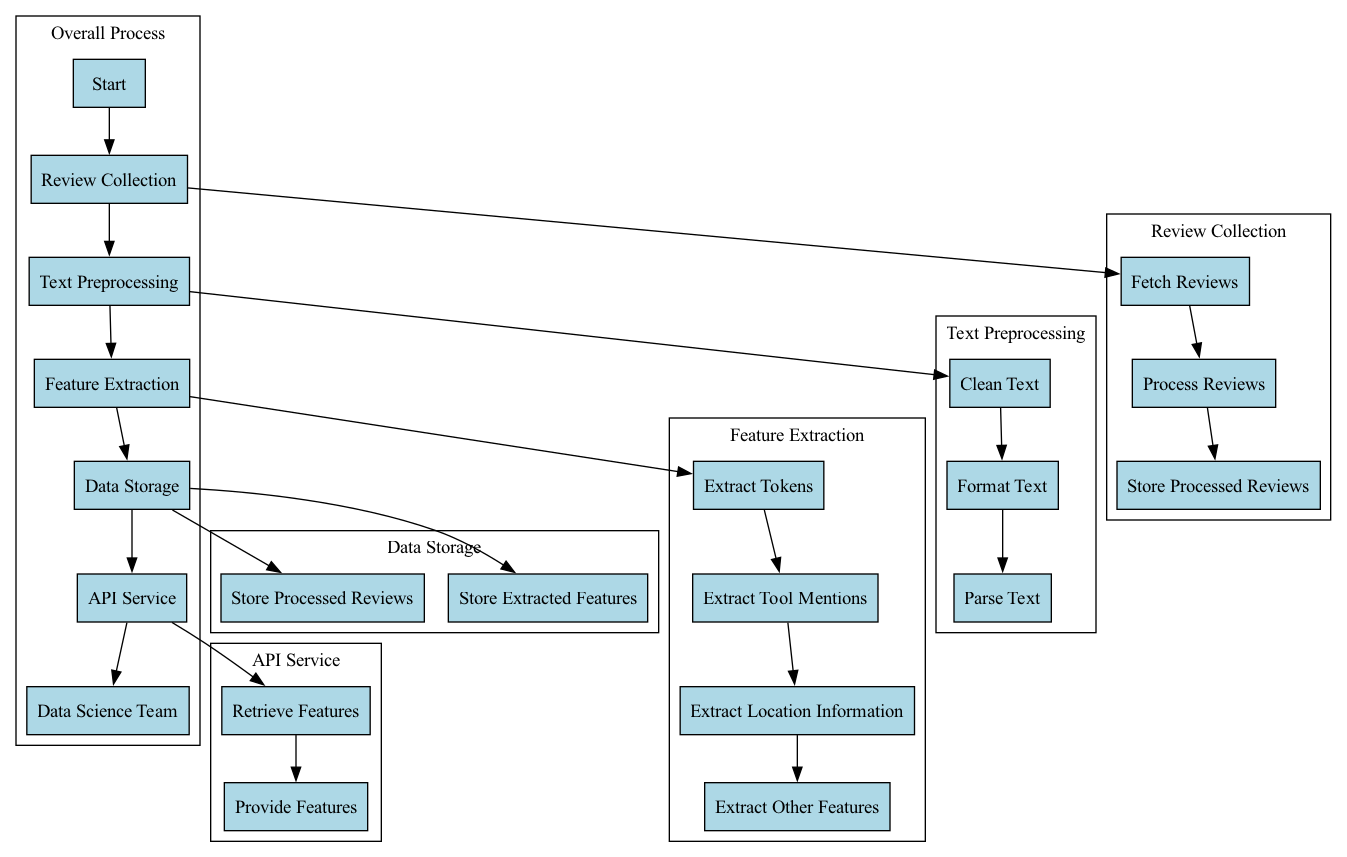 Overall Process
Start
Review Collection
Text Preprocessing
Feature Extraction
Data Storage
API Service
Data Science Team
Data Storage
Store Processed Reviews
Store Extracted Features
API Service
Retrieve Features
Provide Features
Feature Extraction
Extract Tokens
Extract Tool Mentions
Extract Location Information
Extract Other Features
Text Preprocessing
Clean Text
Format Text
Parse Text
Review Collection
Fetch Reviews
Process Reviews
Store Processed Reviews